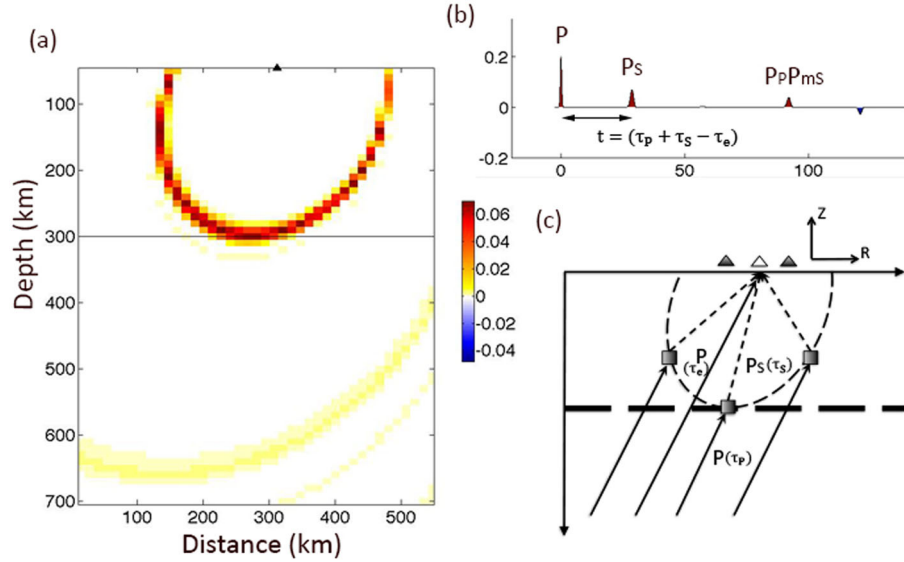 (a)
100
200
300
400
500
600
700
Depth (km)
100 200 300 400 500
Distance (km)
0.06
0.04
0.02
0
-0.02
-0.04
(b)
P
Ps
PpPms
0.2
0
-0.2
t = (τP + τS − τe)
0 50 100
(c)
Z
R
P
(τe)
Ps(τS)
P(τP)